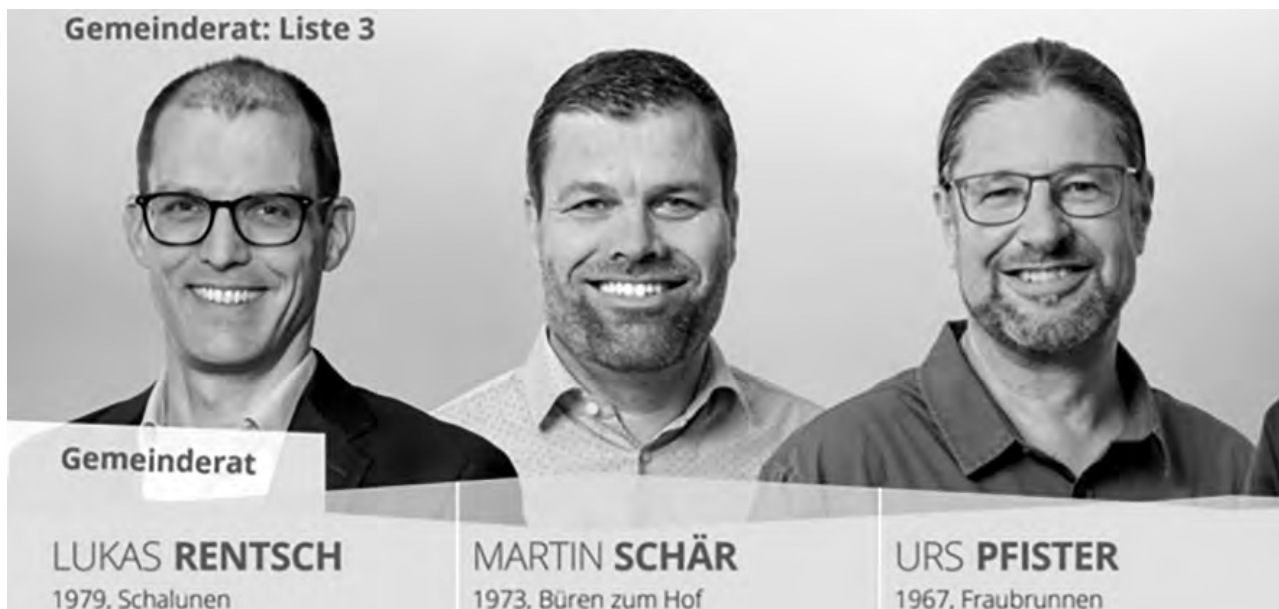 Gemeinderat: Liste 3
Gemeinderat
LUKAS RENTSCH
1979, Schalunen
MARTIN SCHÄR
1973, Büren zum Hof
URS PFISTER
1967, Fraubrunnen